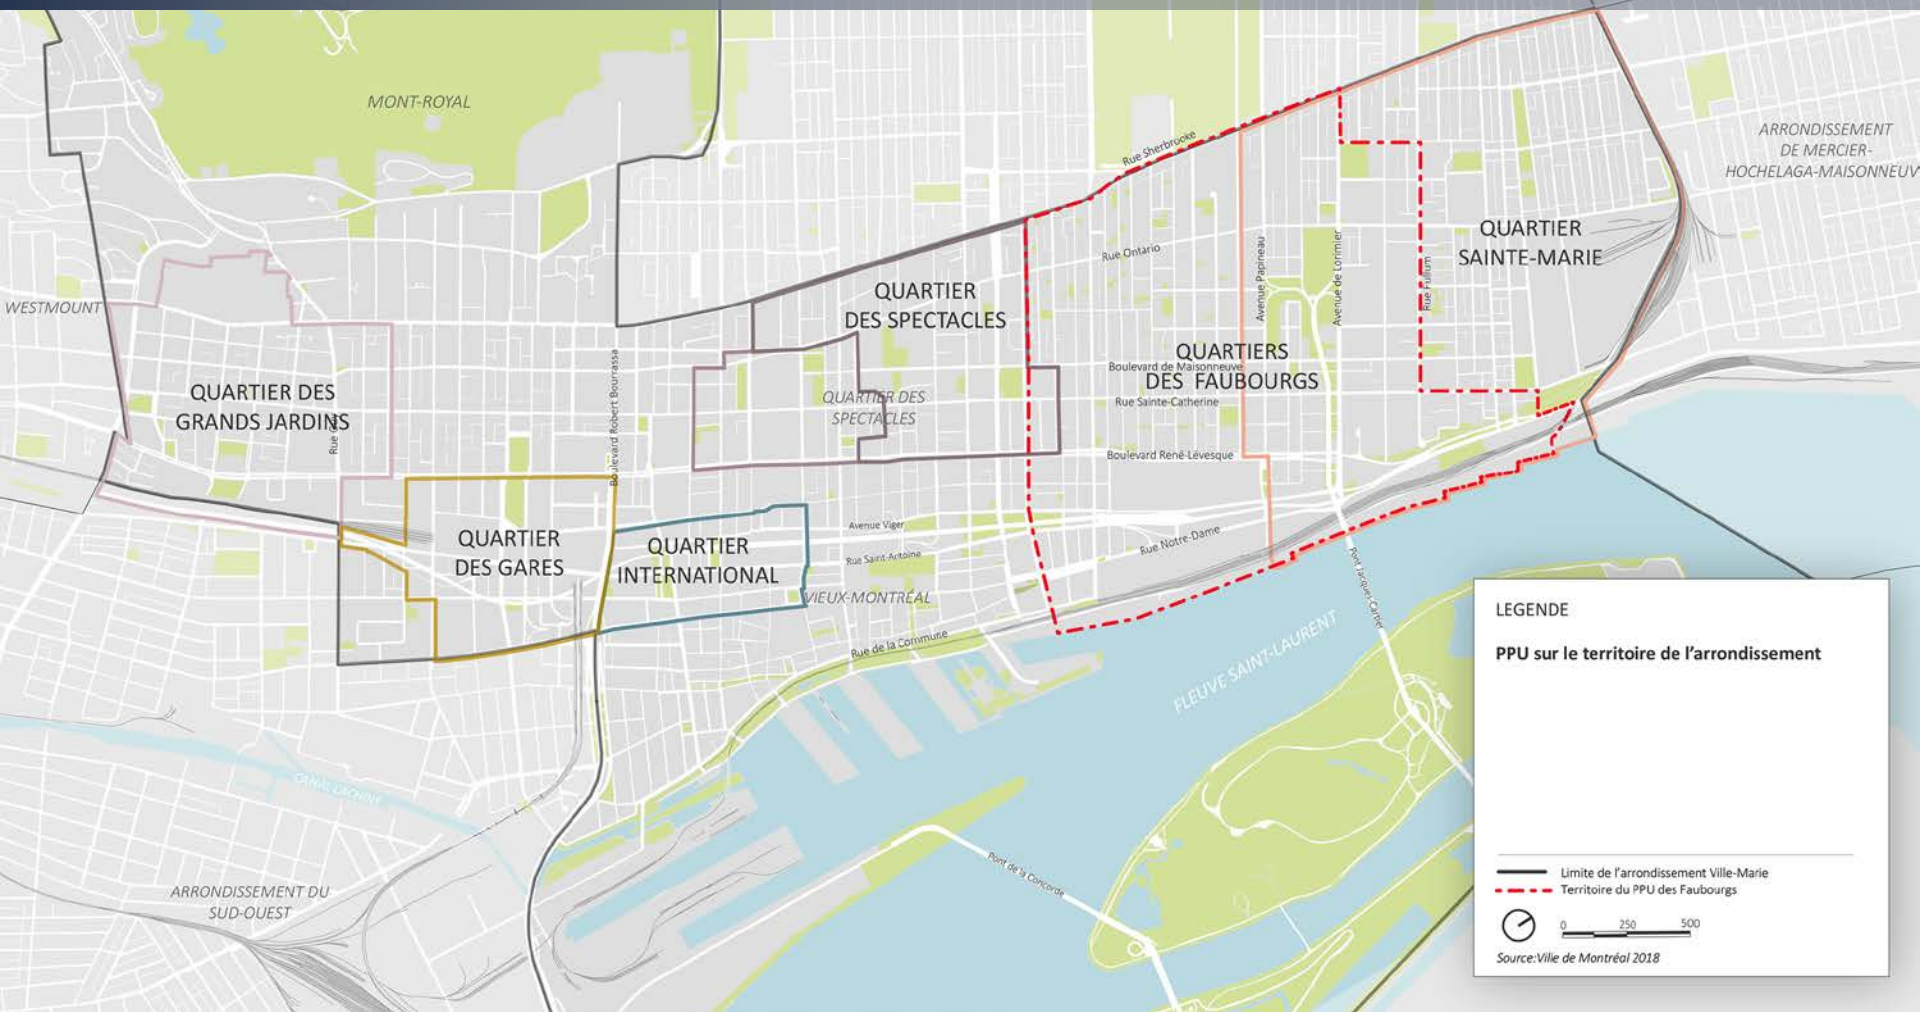 MONT-ROYAL
ARRONDISSEMENT
DE MERCIER-
HOCHELAGA-MAISONNEUV
Rue Sherbrooke
QUARTIER
SAINTE-MARIE
Rue Ontario
Avenue Papineau
Avenue de Lorimier
Rue Fullum
WESTMOUNT
QUARTIER
DES SPECTACLES
QUARTIERS
DES FAUBOURGS
Boulevard de Maisonneuve
Rue Sainte-Catherine
Boulevard René-Lévesque
QUARTIER DES
GRANDS JARDINS
Rue
Boulevard Robert Bourrassa
QUARTIER DES
SPECTACLES
QUARTIER
DES GARES
QUARTIER
INTERNATIONAL
Avenue Viger
Rue Saint-Antoine
Rue Notre-Dame
VIEUX-MONTRÉAL
Rue de la Commune
Pont Jacques-Cartier
FLEUVE SAINT-LAURENT
CANAL LACHINE
Pont de la Concorde
ARRONDISSEMENT DU
SUD-OUEST
LEGENDE
PPU sur le territoire de l'arrondissement
Limite de l'arrondissement Ville-Marie
Territoire du PPU des Faubourgs
0 250 500
Source:Ville de Montréal 2018